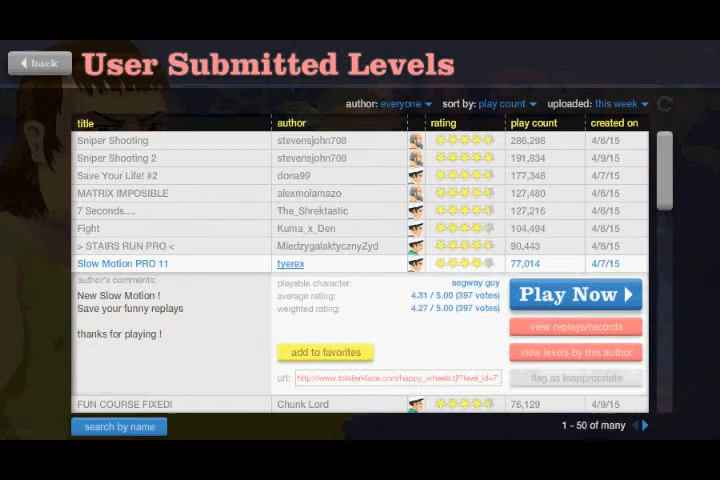 back
User Submitted Levels
author: everyone sort by: play count uploaded: this week
title author rating play count created on
Sniper Shooting stevensjohn708 286,298 4/8/15
Sniper Shooting 2 stevensjohn708 191,834 4/9/15
Save Your Life! #2 dona99 177,348 4/7/15
MATRIX IMPOSIBLE alexmolamazo 127,480 4/6/15
7 Seconds.... The_Shrektastic 127,216 4/6/15
Fight Kuma_x_Den 104,494 4/6/15
> STAIRS RUN PRO < MiedzygalaktycznyZyd 90,443 4/8/15
Slow Motion PRO 11 tyerex 77,014 4/7/15
author's comments:
New Slow Motion !
Save your funny replays
thanks for playing !
playable character: segway guy
average rating: 4.31 / 5.00 (397 votes)
weighted rating: 4.27 / 5.00 (397 votes)
Play Now
view replays/records
add to favorites
view levels by this author
url: http://www.totaljerkface.com/happy_wheels.tjf?level_id=7
flag as inappropriate
FUN COURSE FIXED! Chunk Lord 76,129 4/9/15
search by name
1 - 50 of many